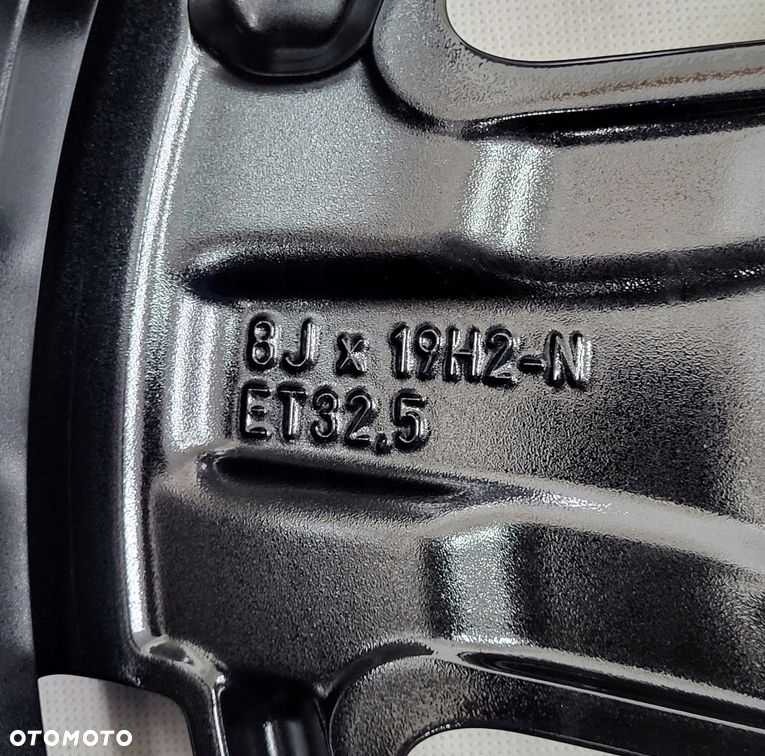 8J x 19H2-N
ET32,5
OTOMOTO